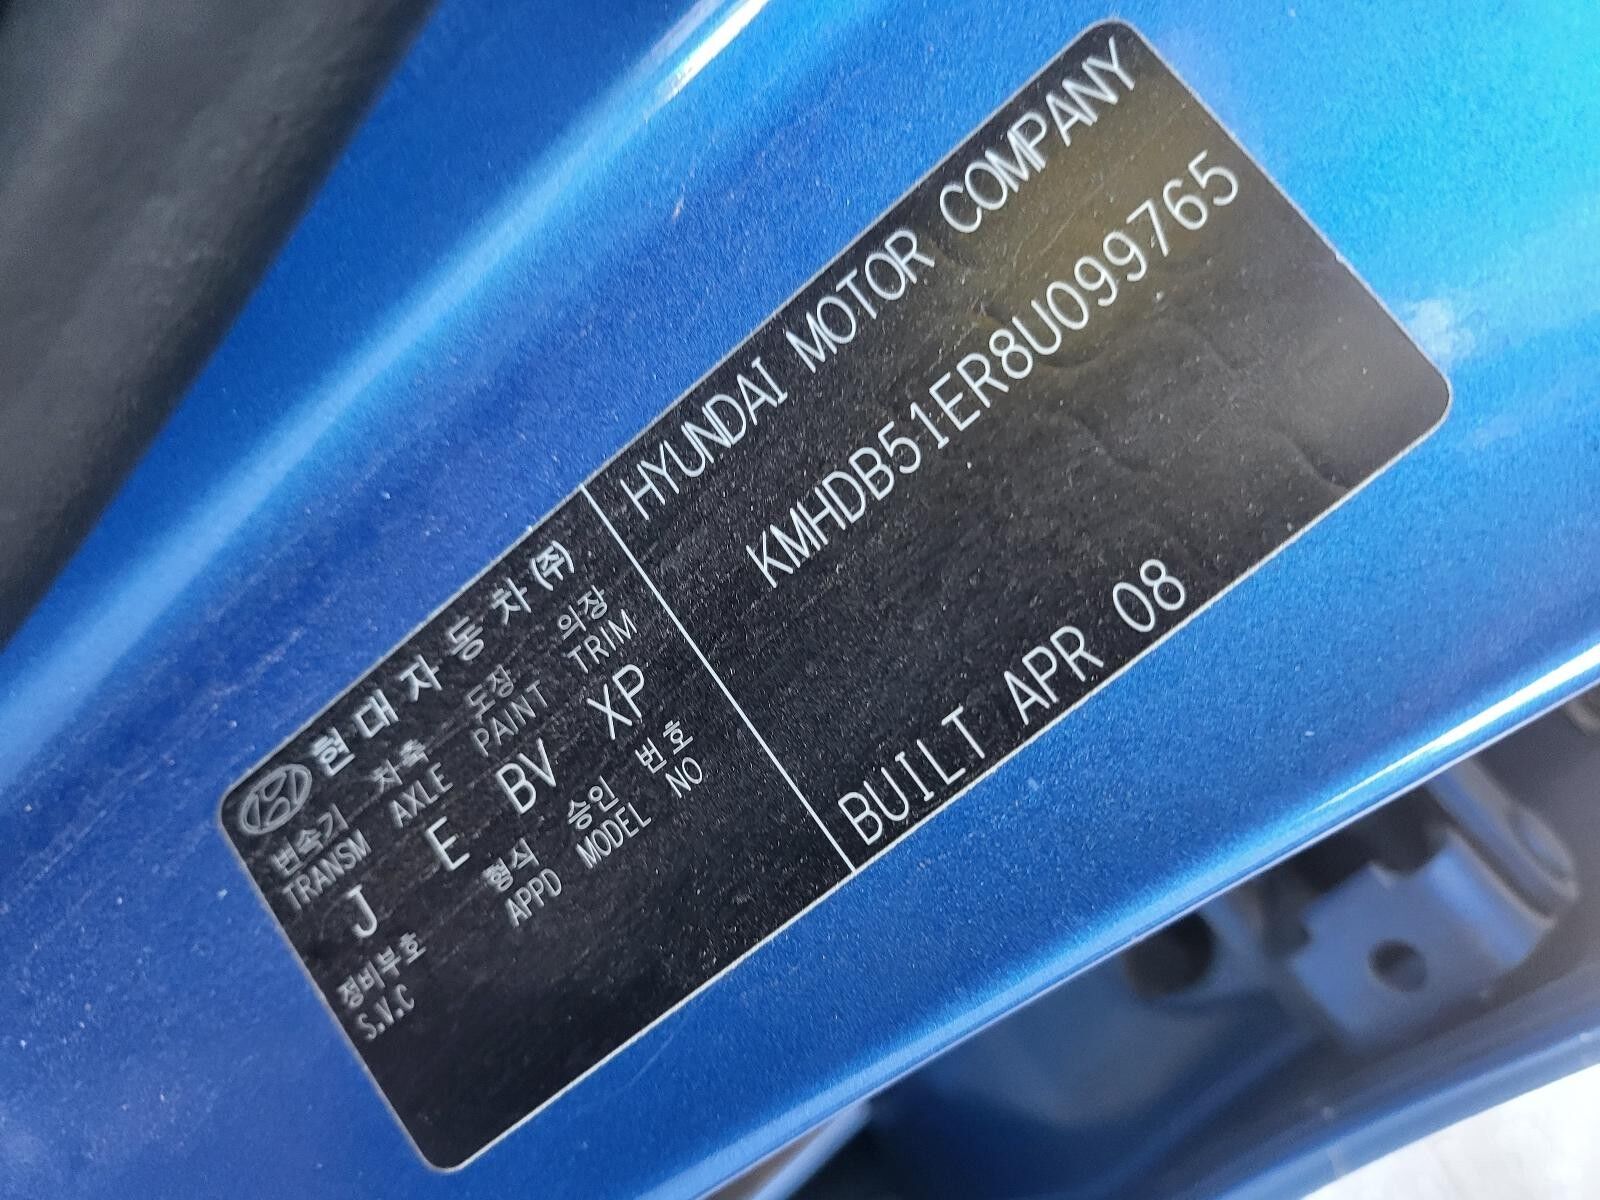 현대자동차(주)
변속기 차축 도장 의장
TRANSM AXLE PAINT TRIM
J E BV XP
정비부호 형식 승인 번호
S.V.C APPD MODEL NO
HYUNDAI MOTOR COMPANY
KMHDB51ER8U099765
BUILT APR 08